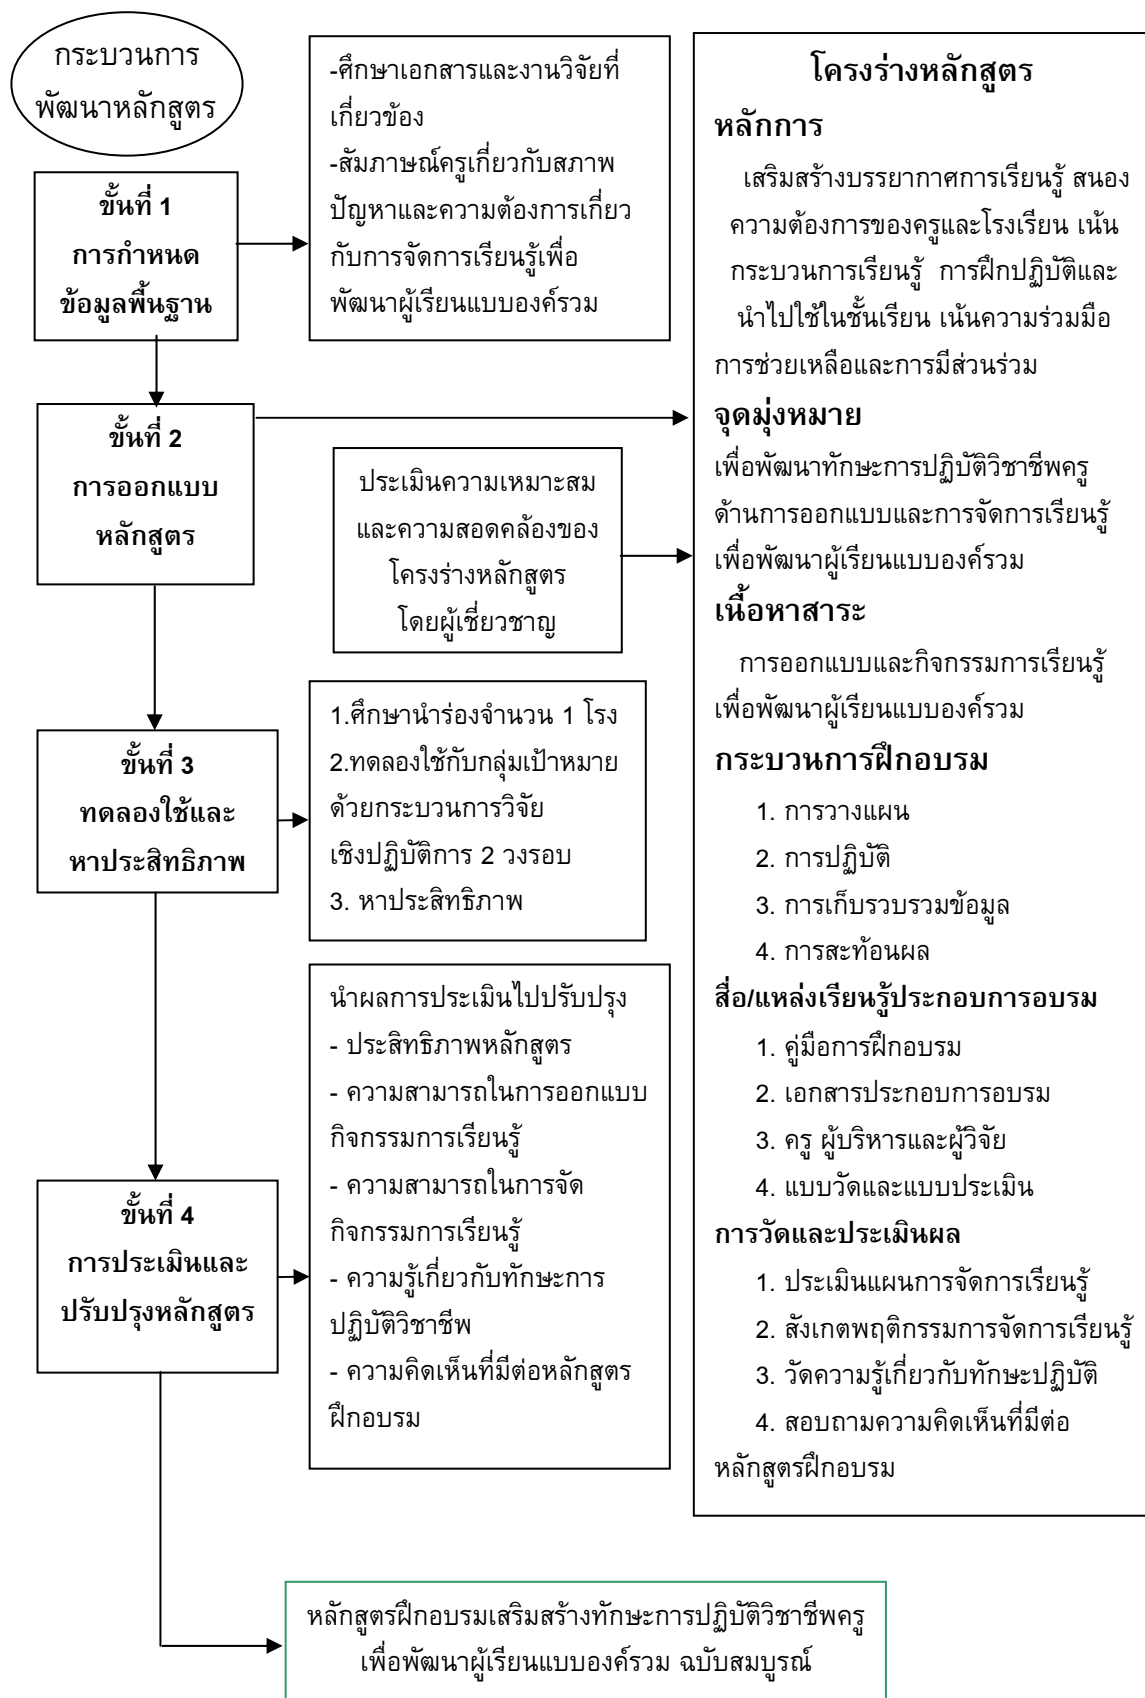 กระบวนการ
พัฒนาหลักสูตร
ขั้นที่ 1
การกำหนด
ข้อมูลพื้นฐาน
-ศึกษาเอกสารและงานวิจัยที่
เกี่ยวข้อง
-สัมภาษณ์ครูเกี่ยวกับสภาพ
ปัญหาและความต้องการเกี่ยว
กับการจัดการเรียนรู้เพื่อ
พัฒนาผู้เรียนแบบองค์รวม
ขั้นที่ 2
การออกแบบ
หลักสูตร
ประเมินความเหมาะสม
และความสอดคล้องของ
โครงร่างหลักสูตร
โดยผู้เชี่ยวชาญ
ขั้นที่ 3
ทดลองใช้และ
หาประสิทธิภาพ
1.ศึกษานำร่องจำนวน 1 โรง
2.ทดลองใช้กับกลุ่มเป้าหมาย
ด้วยกระบวนการวิจัย
เชิงปฏิบัติการ 2 วงรอบ
3. หาประสิทธิภาพ
ขั้นที่ 4
การประเมินและ
ปรับปรุงหลักสูตร
นำผลการประเมินไปปรับปรุง
- ประสิทธิภาพหลักสูตร
- ความสามารถในการออกแบบ
กิจกรรมการเรียนรู้
- ความสามารถในการจัด
กิจกรรมการเรียนรู้
- ความรู้เกี่ยวกับทักษะการ
ปฏิบัติวิชาชีพ
- ความคิดเห็นที่มีต่อหลักสูตร
ฝึกอบรม
โครงร่างหลักสูตร
หลักการ
เสริมสร้างบรรยากาศการเรียนรู้ สนอง
ความต้องการของครูและโรงเรียน เน้น
กระบวนการเรียนรู้ การฝึกปฏิบัติและ
นำไปใช้ในชั้นเรียน เน้นความร่วมมือ
การช่วยเหลือและการมีส่วนร่วม
จุดมุ่งหมาย
เพื่อพัฒนาทักษะการปฏิบัติวิชาชีพครู
ด้านการออกแบบและการจัดการเรียนรู้
เพื่อพัฒนาผู้เรียนแบบองค์รวม
เนื้อหาสาระ
การออกแบบและกิจกรรมการเรียนรู้
เพื่อพัฒนาผู้เรียนแบบองค์รวม
กระบวนการฝึกอบรม
1. การวางแผน
2. การปฏิบัติ
3. การเก็บรวบรวมข้อมูล
4. การสะท้อนผล
สื่อ/แหล่งเรียนรู้ประกอบการอบรม
1. คู่มือการฝึกอบรม
2. เอกสารประกอบการอบรม
3. ครู ผู้บริหารและผู้วิจัย
4. แบบวัดและแบบประเมิน
การวัดและประเมินผล
1. ประเมินแผนการจัดการเรียนรู้
2. สังเกตพฤติกรรมการจัดการเรียนรู้
3. วัดความรู้เกี่ยวกับทักษะปฏิบัติ
4. สอบถามความคิดเห็นที่มีต่อ
หลักสูตรฝึกอบรม
หลักสูตรฝึกอบรมเสริมสร้างทักษะการปฏิบัติวิชาชีพครู
เพื่อพัฒนาผู้เรียนแบบองค์รวม ฉบับสมบูรณ์